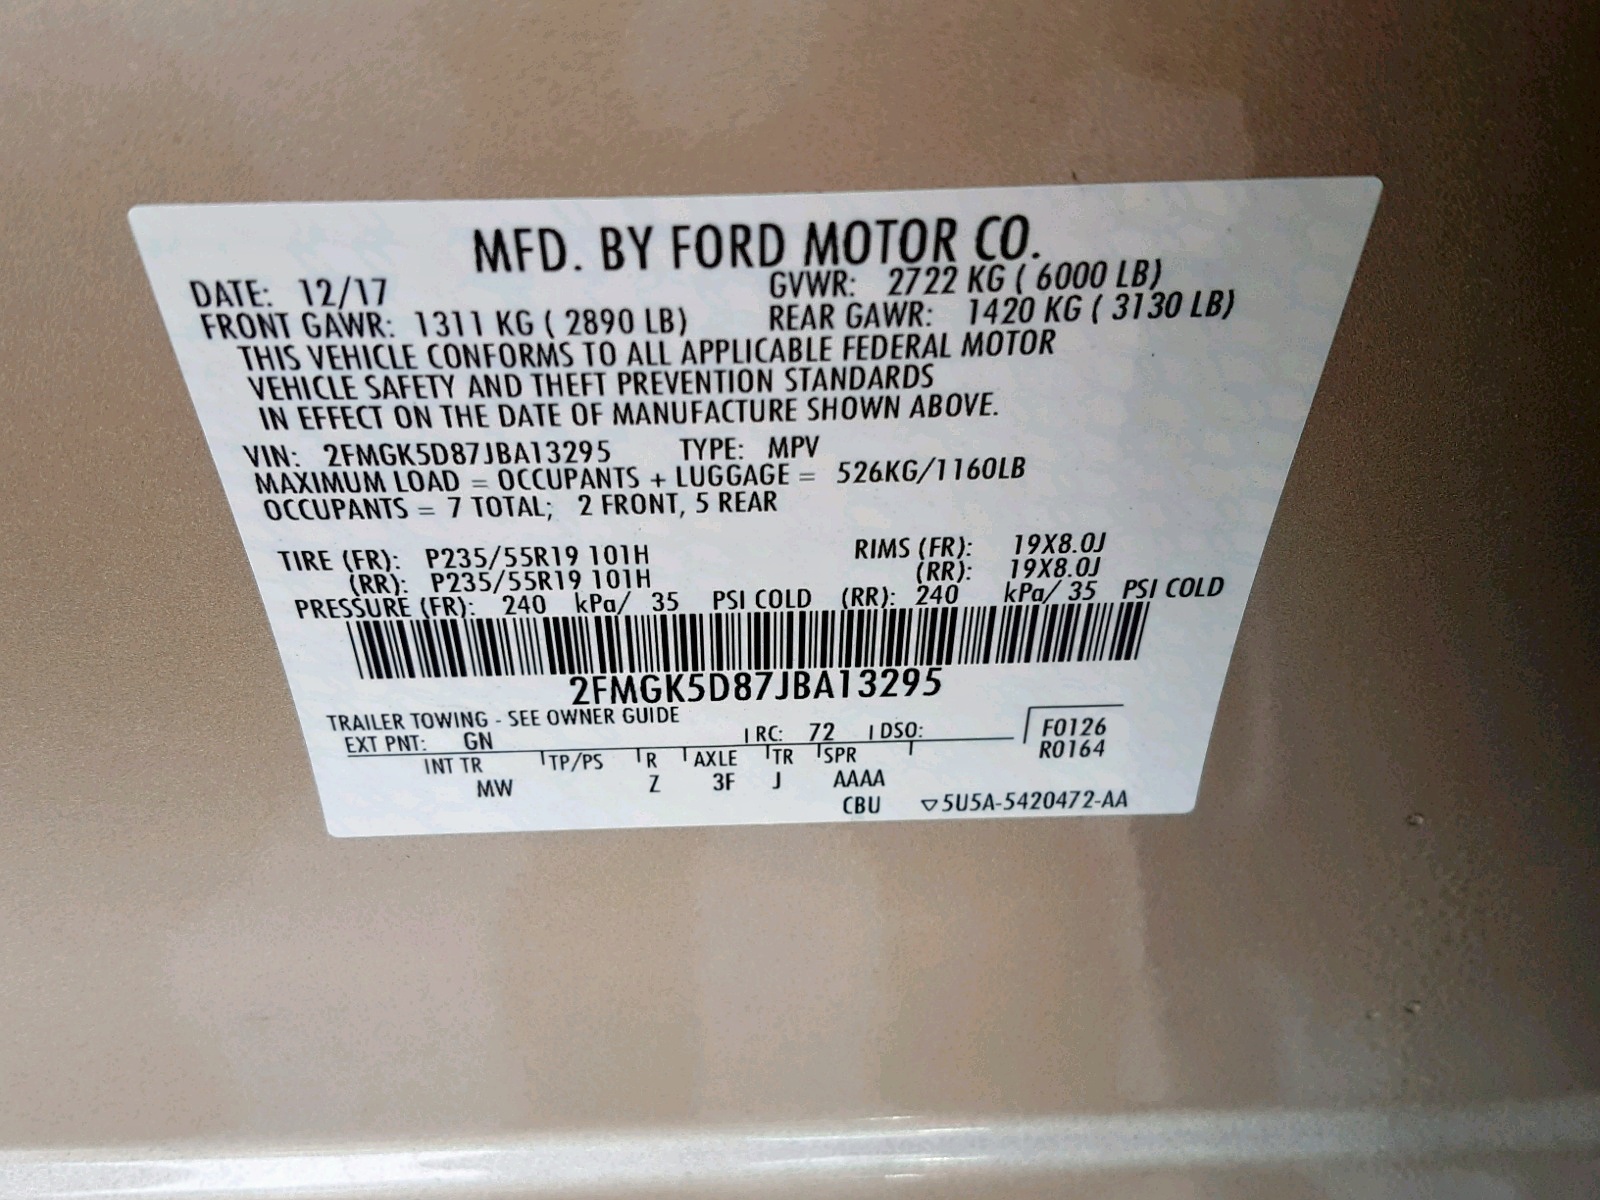 MFD. BY FORD MOTOR CO.
DATE: 12/17 GVWR: 2722 KG ( 6000 LB)
FRONT GAWR: 1311 KG ( 2890 LB) REAR GAWR: 1420 KG ( 3130 LB)
THIS VEHICLE CONFORMS TO ALL APPLICABLE FEDERAL MOTOR
VEHICLE SAFETY AND THEFT PREVENTION STANDARDS
IN EFFECT ON THE DATE OF MANUFACTURE SHOWN ABOVE.
VIN: 2FMGK5D87JBA13295 TYPE: MPV
MAXIMUM LOAD = OCCUPANTS + LUGGAGE = 526KG/1160LB
OCCUPANTS = 7 TOTAL; 2 FRONT, 5 REAR
TIRE (FR): P235/55R19 101H RIMS (FR): 19X8.0J
(RR): P235/55R19 101H (RR): 19X8.0J
PRESSURE (FR): 240 kPa/ 35 PSI COLD (RR): 240 kPa/ 35 PSI COLD
2FMGK5D87JBA13295
TRAILER TOWING - SEE OWNER GUIDE
EXT PNT: GN RC: 72 DSO: F0126
INT TR TP/PS R AXLE TR SPR R0164
MW Z 3F J AAAA
CBU ▽5U5A-5420472-AA